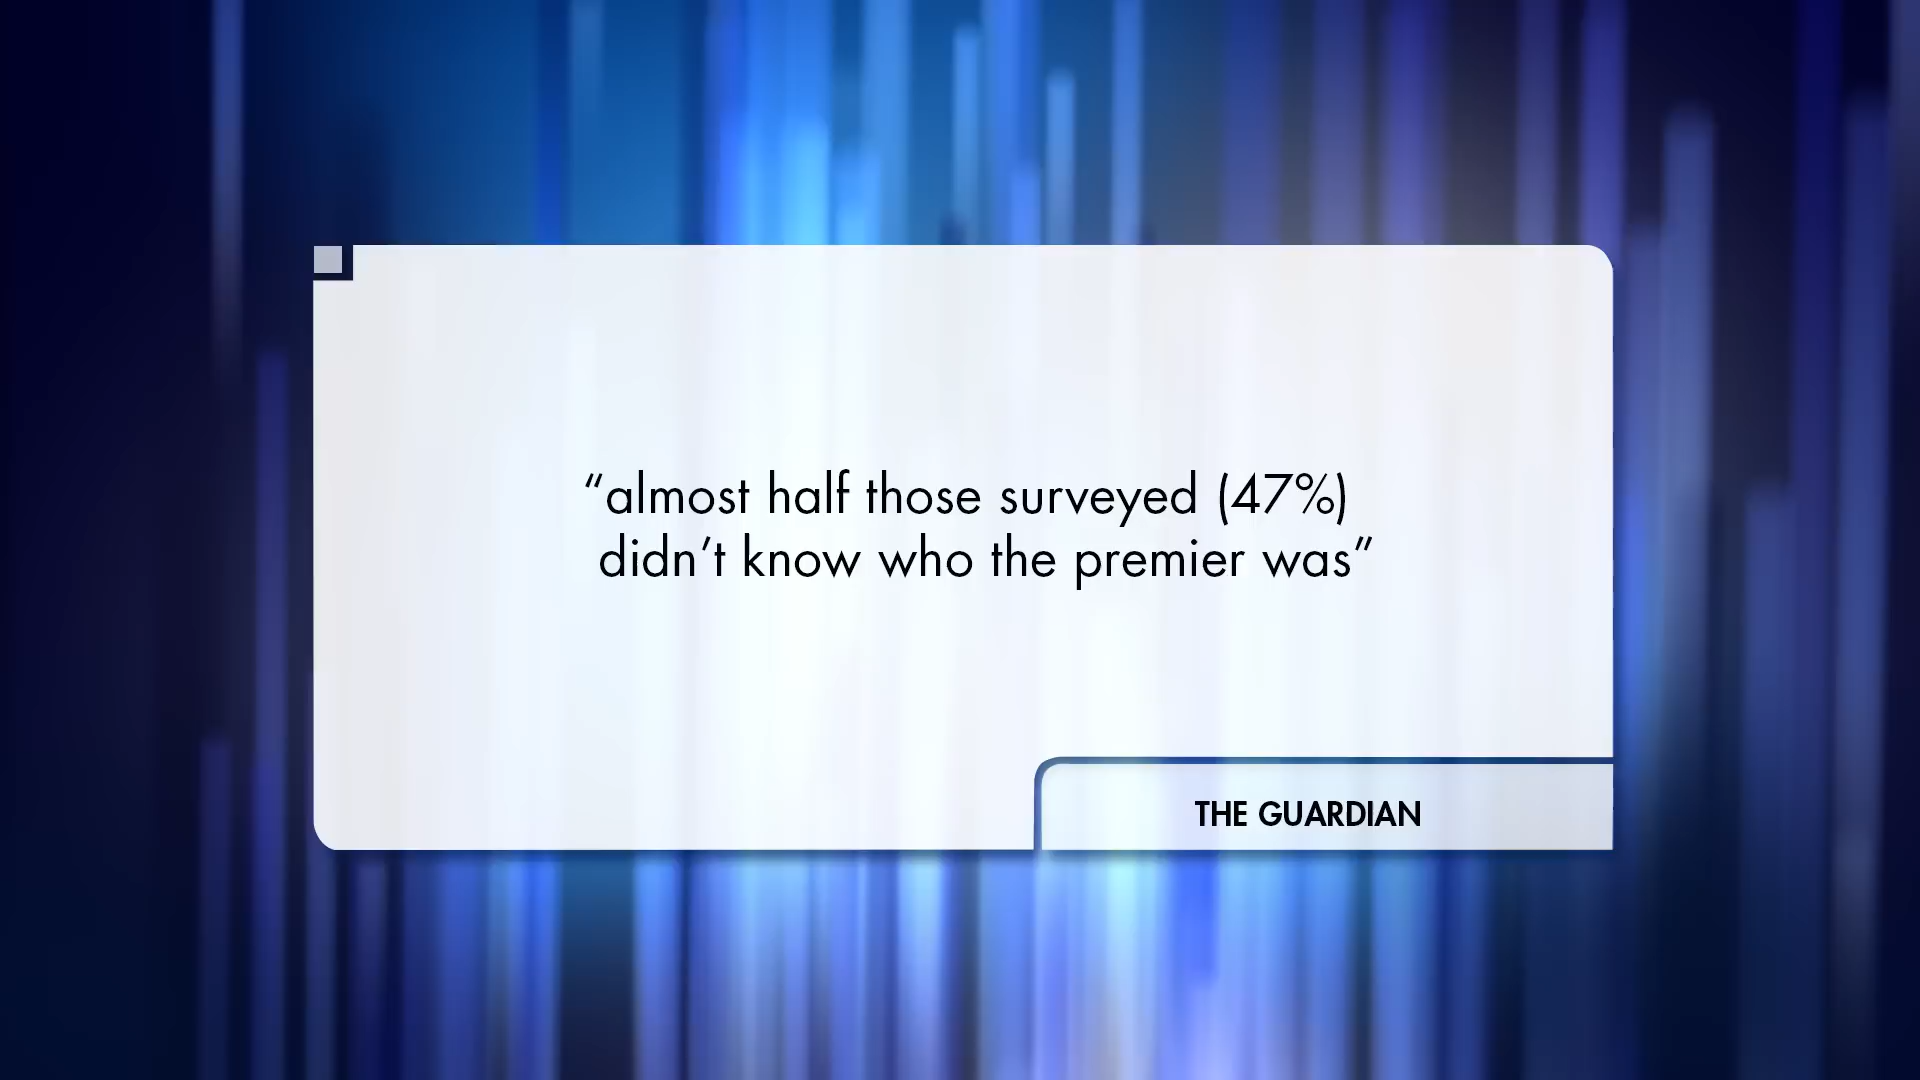 “almost half those surveyed (47%)
didn’t know who the premier was”
THE GUARDIAN